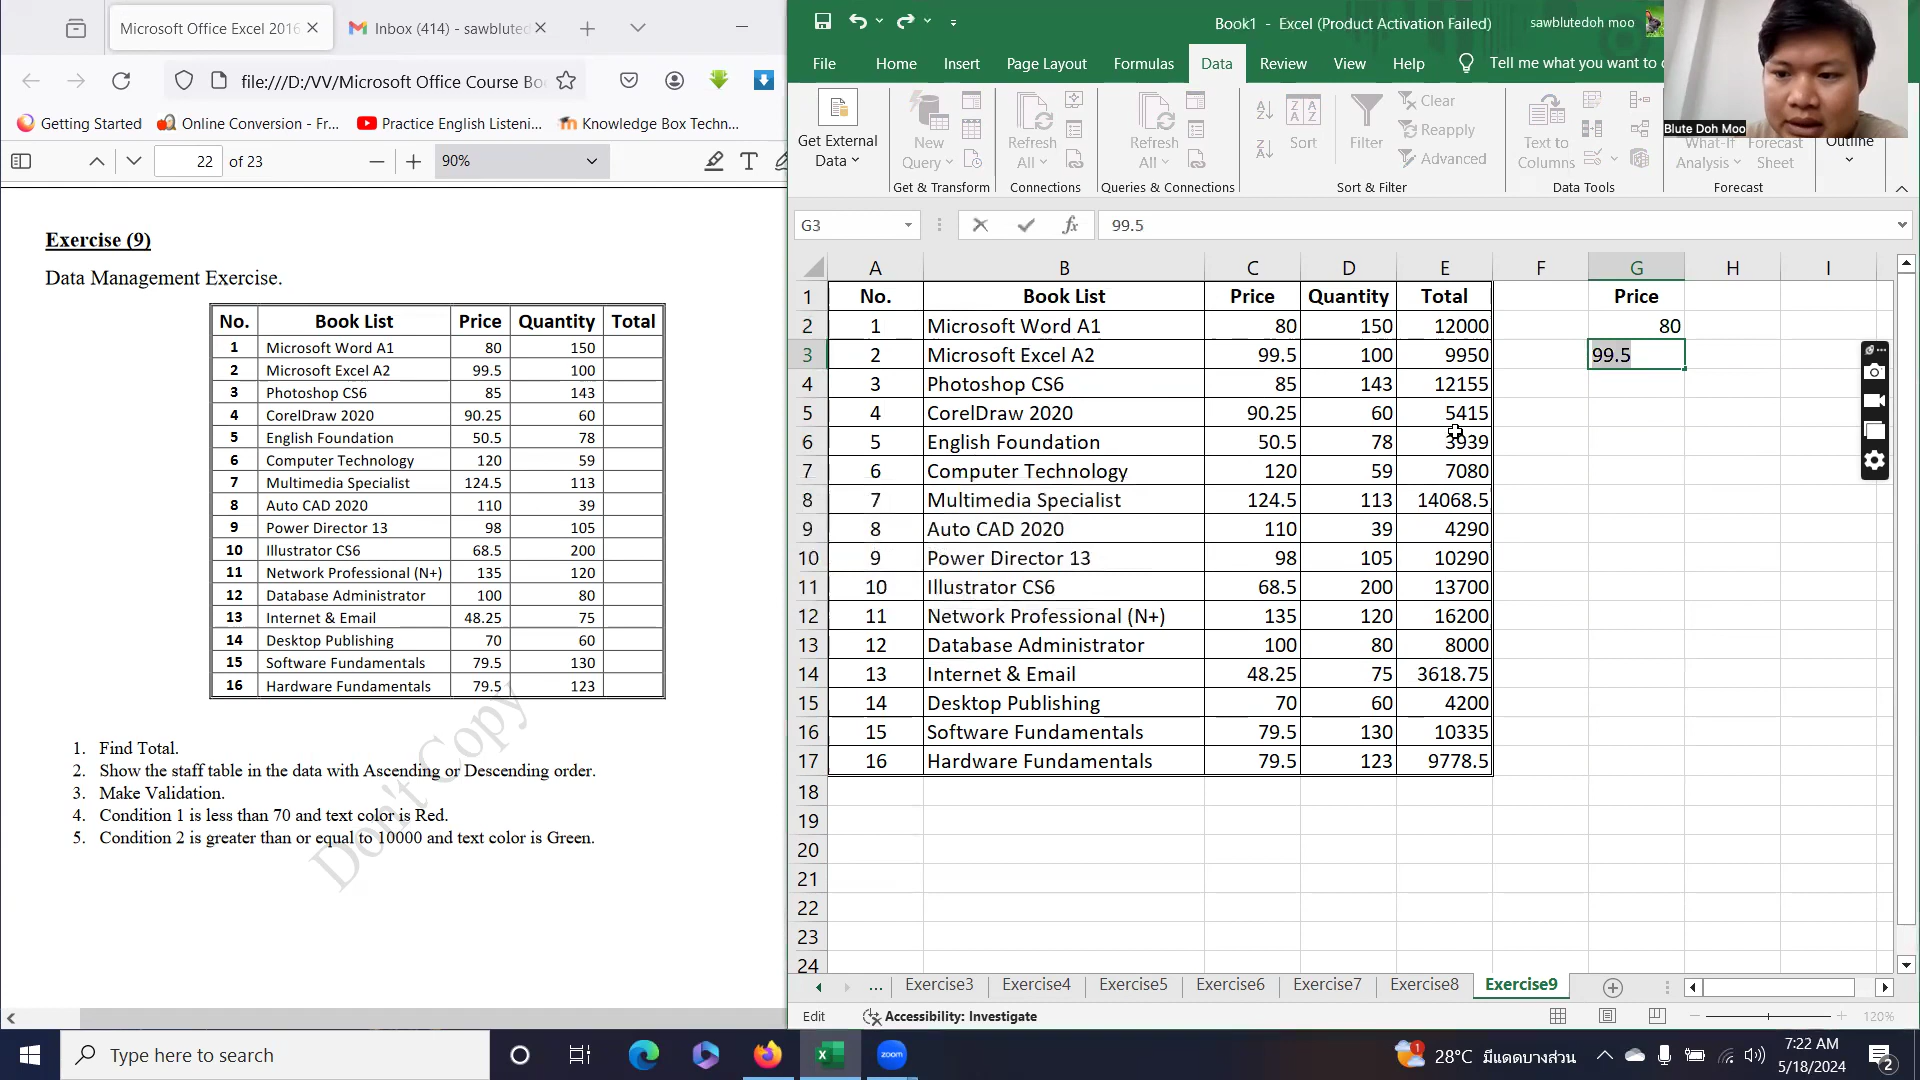 Microsoft Office Excel 2016
Inbox (414) - sawbluted
file:///D:/VV/Microsoft Office Course Bo
Getting Started
Online Conversion - Fr...
Practice English Listeni...
Knowledge Box Techn...
22 of 23
90%
Exercise (9)
Data Management Exercise.
No. Book List Price Quantity Total
1 Microsoft Word A1 80 150
2 Microsoft Excel A2 99.5 100
3 Photoshop CS6 85 143
4 CorelDraw 2020 90.25 60
5 English Foundation 50.5 78
6 Computer Technology 120 59
7 Multimedia Specialist 124.5 113
8 Auto CAD 2020 110 39
9 Power Director 13 98 105
10 Illustrator CS6 68.5 200
11 Network Professional (N+) 135 120
12 Database Administrator 100 80
13 Internet & Email 48.25 75
14 Desktop Publishing 70 60
15 Software Fundamentals 79.5 130
16 Hardware Fundamentals 79.5 123
Don't Copy
1. Find Total.
2. Show the staff table in the data with Ascending or Descending order.
3. Make Validation.
4. Condition 1 is less than 70 and text color is Red.
5. Condition 2 is greater than or equal to 10000 and text color is Green.
Book1 - Excel (Product Activation Failed)
sawblutedoh moo
File Home Insert Page Layout Formulas Data Review View Help Tell me what you want to
Get External Data
New Query
Get & Transform
Refresh All
Connections
Refresh All
Queries & Connections
Sort
Filter
Clear
Reapply
Advanced
Sort & Filter
Text to Columns
Data Tools
What-If Analysis
Forecast Sheet
Forecast
Outline
Blute Doh Moo
G3 fx 99.5
A B C D E F G H I
1 No. Book List Price Quantity Total Price
2 1 Microsoft Word A1 80 150 12000 80
3 2 Microsoft Excel A2 99.5 100 9950 99.5
4 3 Photoshop CS6 85 143 12155
5 4 CorelDraw 2020 90.25 60 5415
6 5 English Foundation 50.5 78 3939
7 6 Computer Technology 120 59 7080
8 7 Multimedia Specialist 124.5 113 14068.5
9 8 Auto CAD 2020 110 39 4290
10 9 Power Director 13 98 105 10290
11 10 Illustrator CS6 68.5 200 13700
12 11 Network Professional (N+) 135 120 16200
13 12 Database Administrator 100 80 8000
14 13 Internet & Email 48.25 75 3618.75
15 14 Desktop Publishing 70 60 4200
16 15 Software Fundamentals 79.5 130 10335
17 16 Hardware Fundamentals 79.5 123 9778.5
18
19
20
21
22
23
24
... Exercise3 Exercise4 Exercise5 Exercise6 Exercise7 Exercise8 Exercise9
Edit Accessibility: Investigate 120%
Type here to search
zoom
28°C มีแดดบางส่วน
7:22 AM
5/18/2024
2